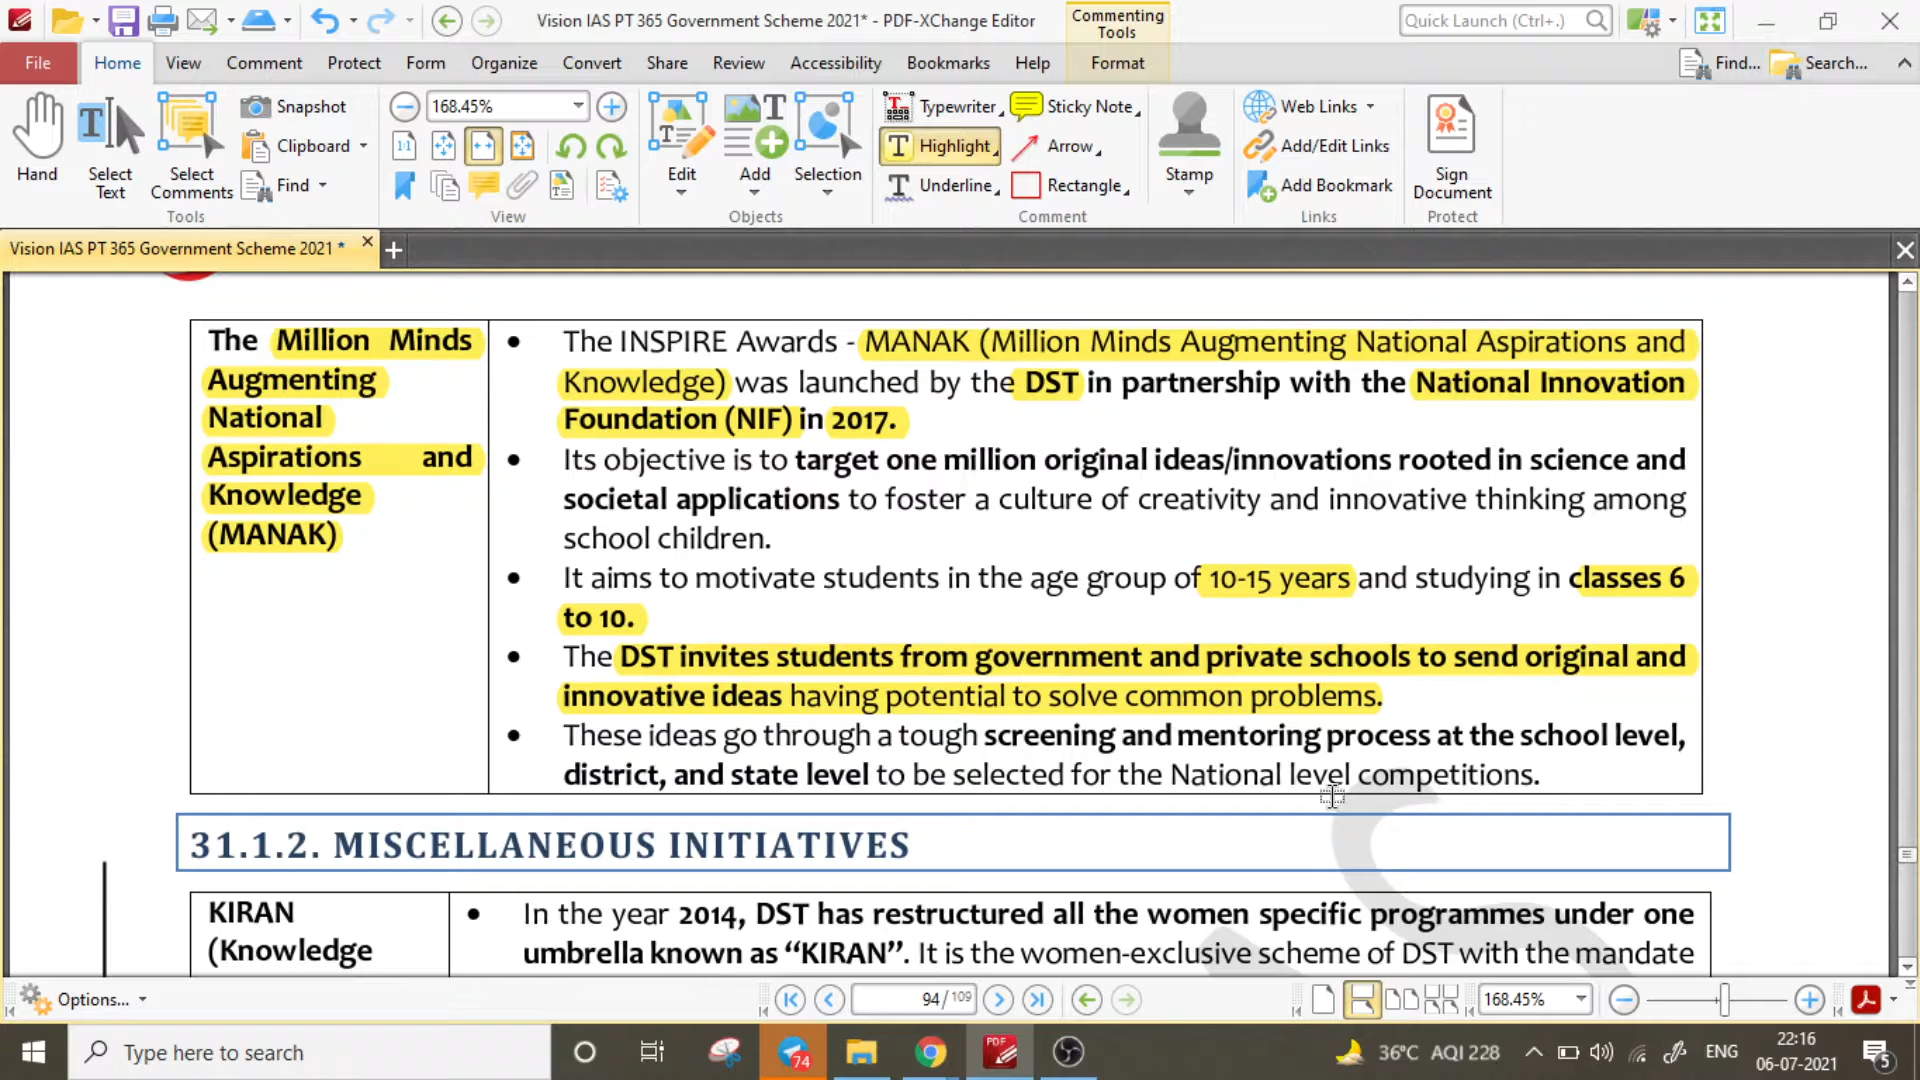 Vision IAS PT 365 Government Scheme 2021* - PDF-XChange Editor
Commenting Tools
Quick Launch (Ctrl+.)
File Home View Comment Protect Form Organize Convert Share Review Accessibility Bookmarks Help Format Find... Search...
Hand
Select Text
Select Comments
Snapshot
Clipboard
Find
Tools
168.45%
View
Edit
Add
Selection
Objects
Typewriter
Highlight
Underline
Sticky Note
Arrow
Rectangle
Stamp
Comment
Web Links
Add/Edit Links
Add Bookmark
Links
Sign Document
Protect
Vision IAS PT 365 Government Scheme 2021 *
The Million Minds
Augmenting
National
Aspirations and
Knowledge
(MANAK)
• The INSPIRE Awards - MANAK (Million Minds Augmenting National Aspirations and
Knowledge) was launched by the DST in partnership with the National Innovation
Foundation (NIF) in 2017.
• Its objective is to target one million original ideas/innovations rooted in science and
societal applications to foster a culture of creativity and innovative thinking among
school children.
• It aims to motivate students in the age group of 10-15 years and studying in classes 6
to 10.
• The DST invites students from government and private schools to send original and
innovative ideas having potential to solve common problems.
• These ideas go through a tough screening and mentoring process at the school level,
district, and state level to be selected for the National level competitions.
31.1.2. MISCELLANEOUS INITIATIVES
KIRAN
(Knowledge
• In the year 2014, DST has restructured all the women specific programmes under one
umbrella known as “KIRAN”. It is the women-exclusive scheme of DST with the mandate
Options...
94 / 109
168.45%
Type here to search
74
PDF
36°C AQI 228
ENG
22:16
06-07-2021
5